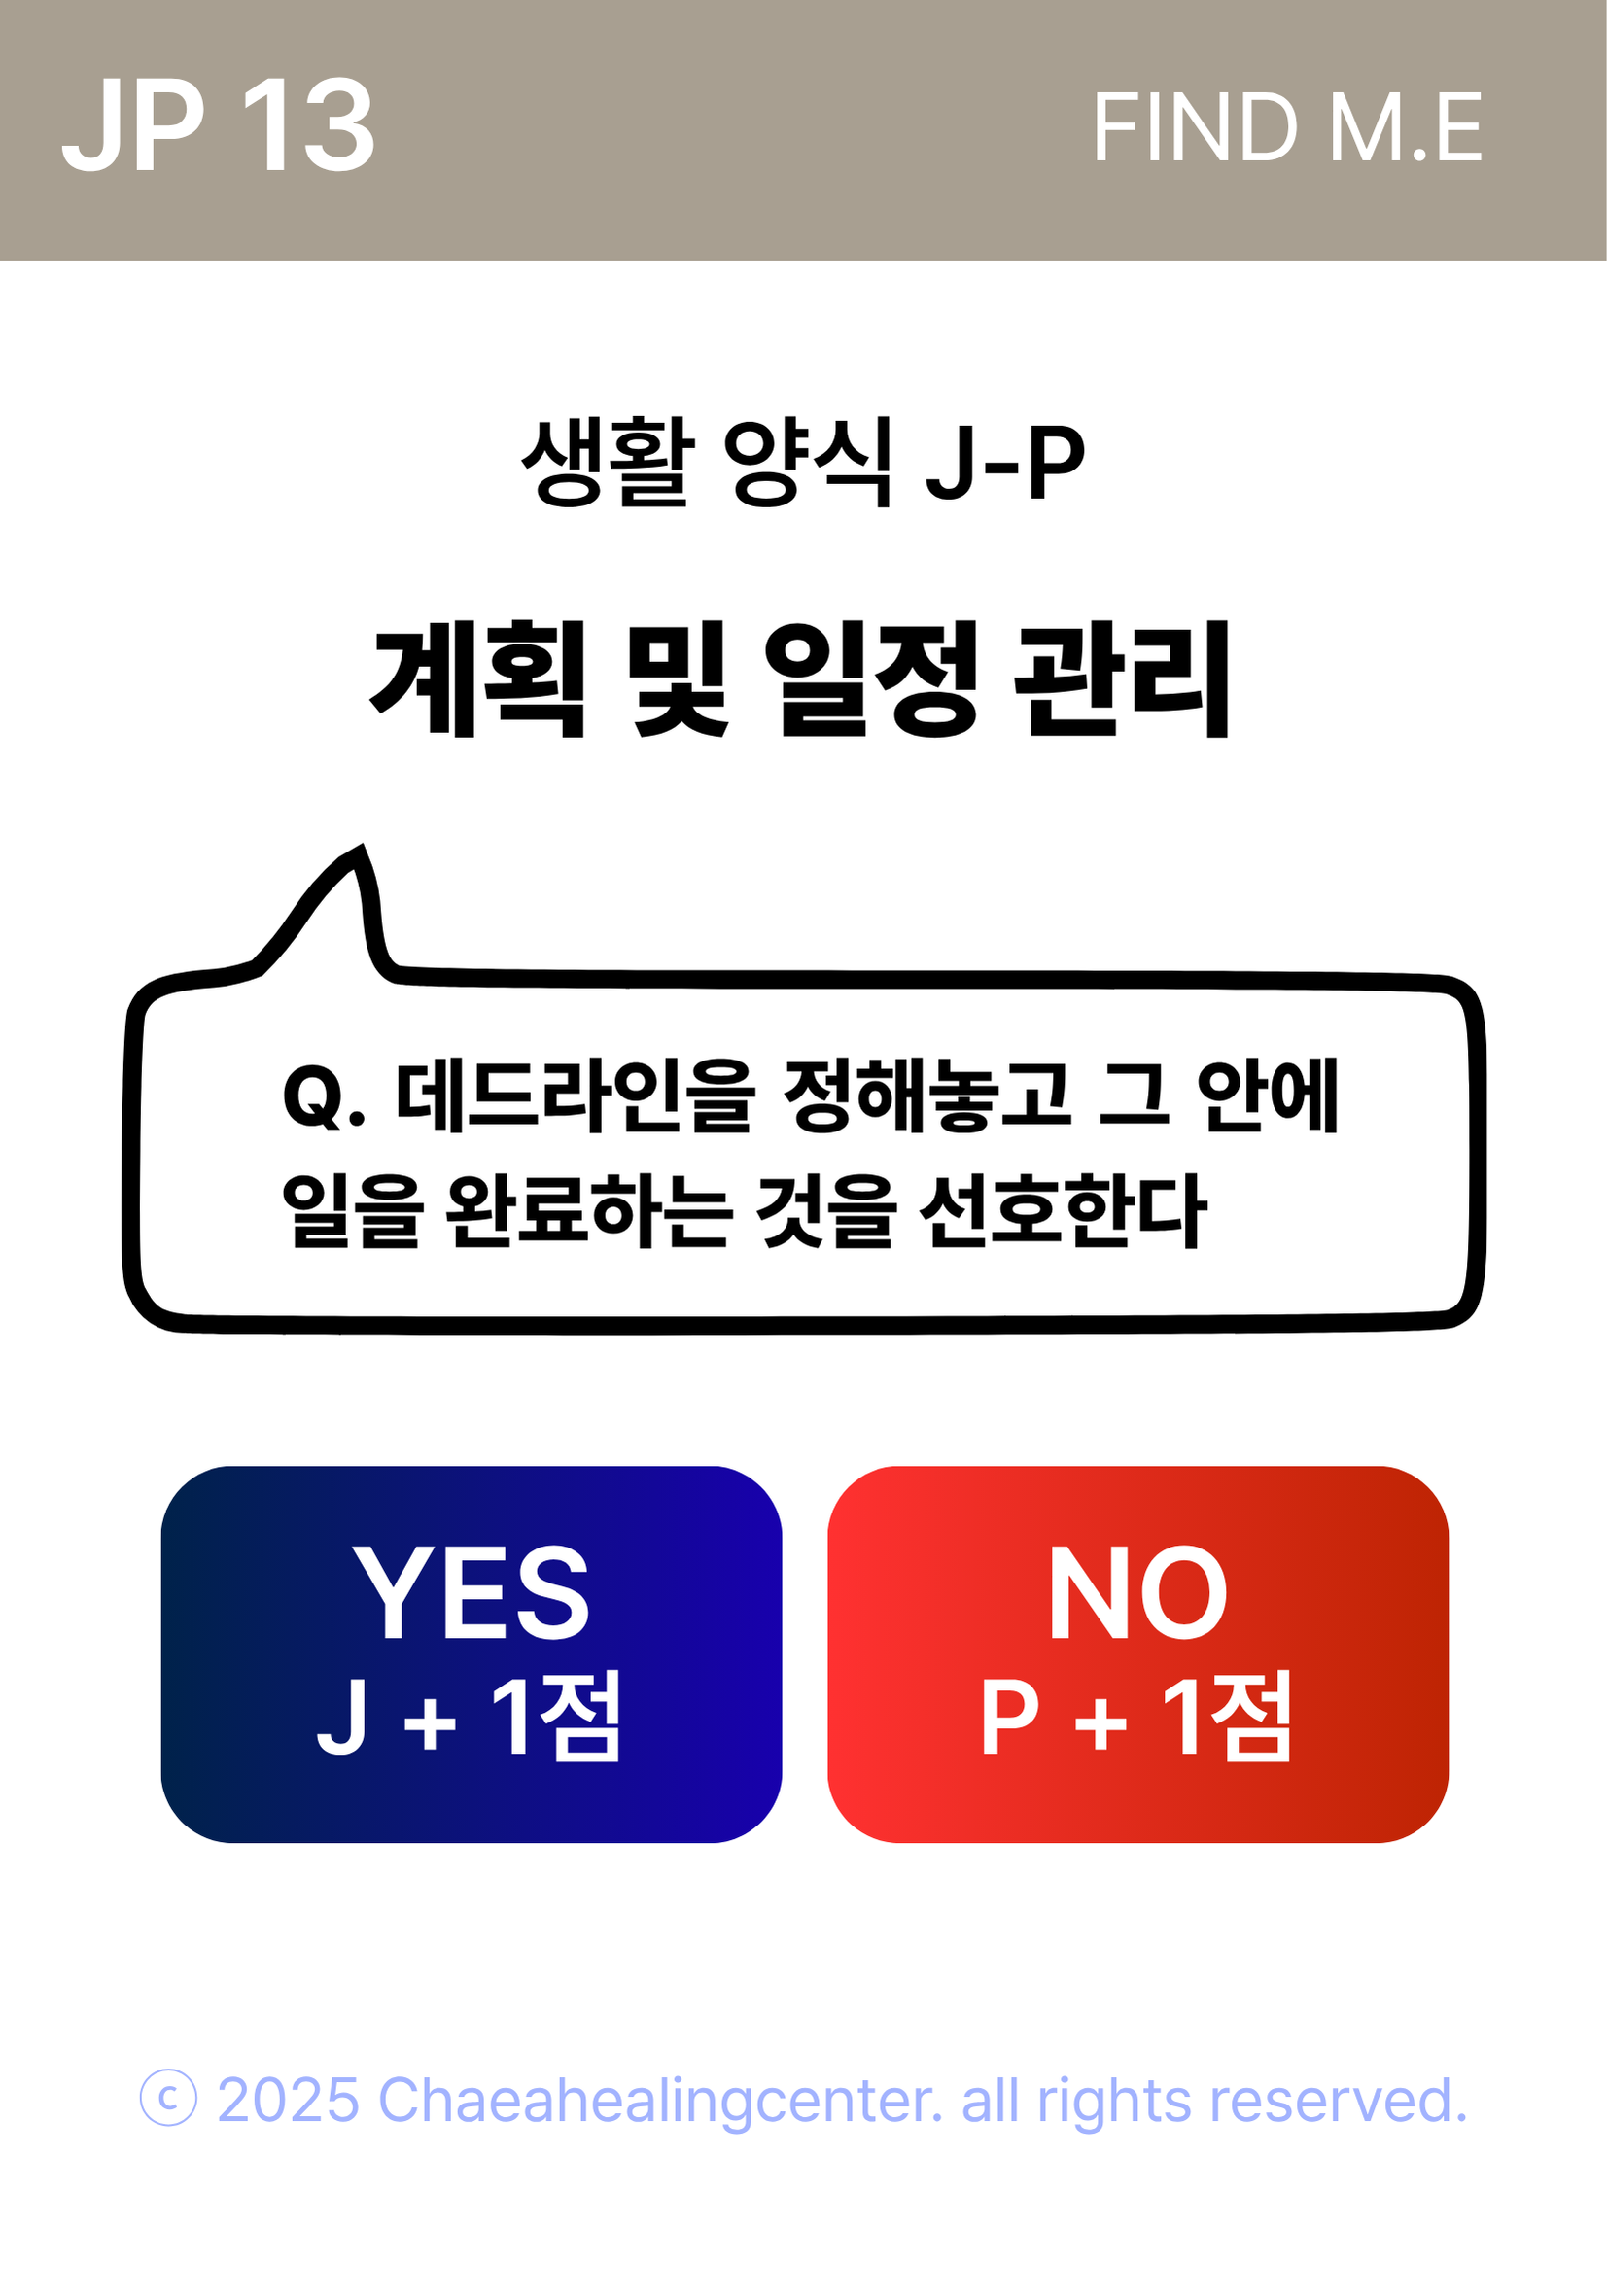 JP 13
FIND M.E
생활 양식 J-P
계획 및 일정 관리
Q. 데드라인을 정해놓고 그 안에
일을 완료하는 것을 선호한다
YES
J + 1점
NO
P + 1점
© 2025 Chaeahealingcenter. all rights reserved.